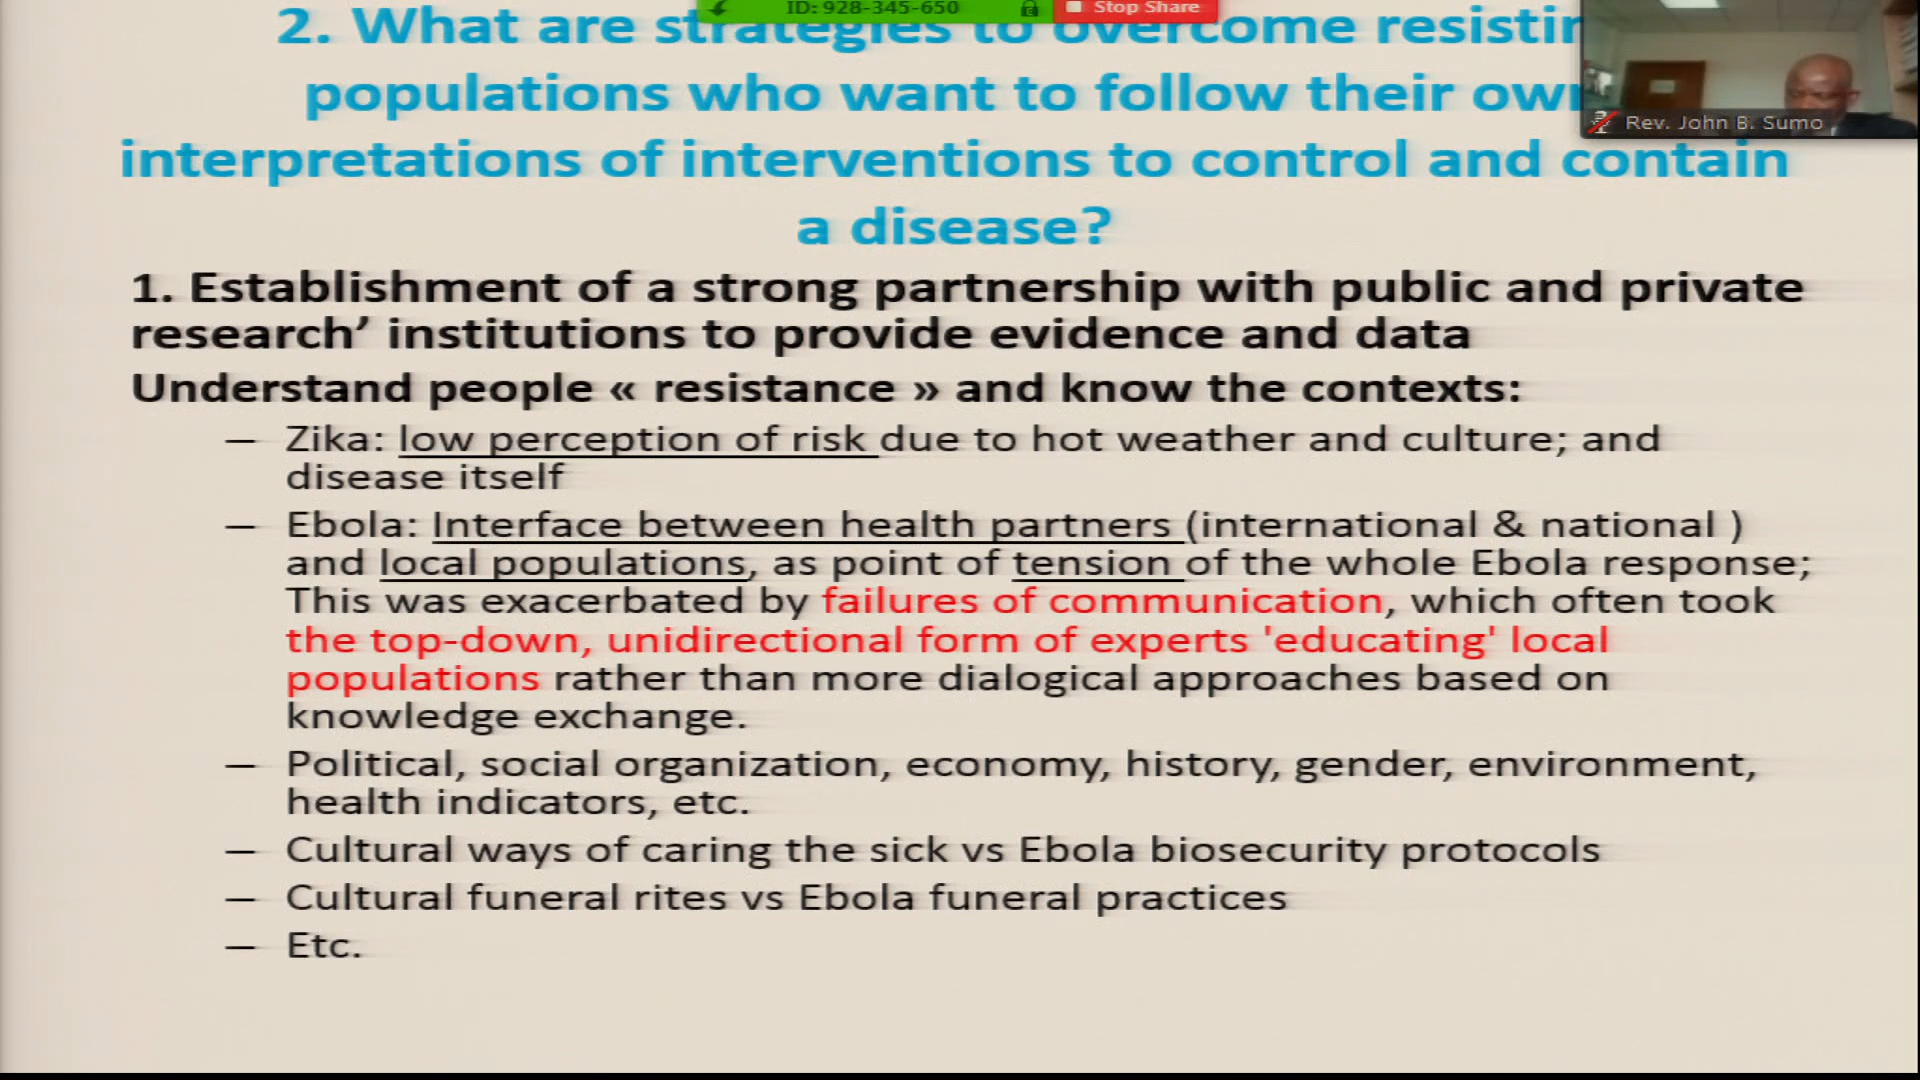 ID: 928-345-650
Stop Share
2. What are strategies to overcome resistin
populations who want to follow their own
interpretations of interventions to control and contain
a disease?
Rev. John B. Sumo
1. Establishment of a strong partnership with public and private
research’ institutions to provide evidence and data
Understand people « resistance » and know the contexts:
— Zika: low perception of risk due to hot weather and culture; and
disease itself
— Ebola: Interface between health partners (international & national )
and local populations, as point of tension of the whole Ebola response;
This was exacerbated by failures of communication, which often took
the top-down, unidirectional form of experts 'educating' local
populations rather than more dialogical approaches based on
knowledge exchange.
— Political, social organization, economy, history, gender, environment,
health indicators, etc.
— Cultural ways of caring the sick vs Ebola biosecurity protocols
— Cultural funeral rites vs Ebola funeral practices
— Etc.